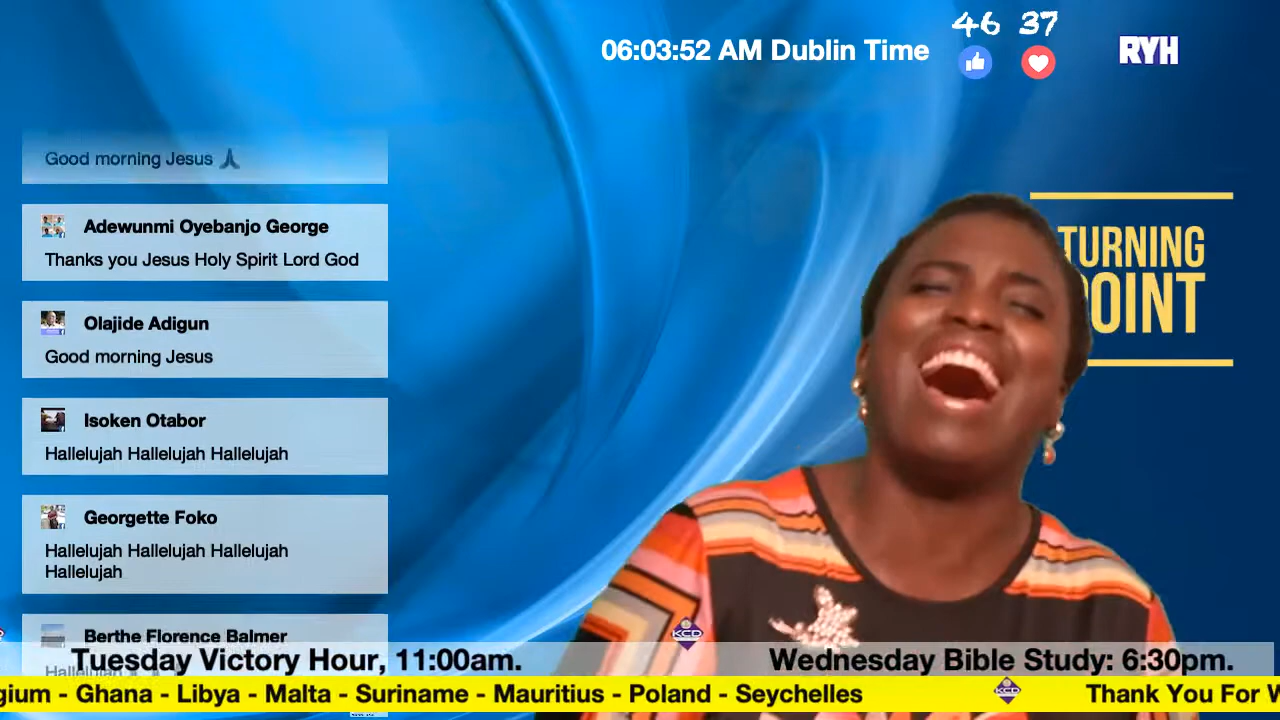 46 37
06:03:52 AM Dublin Time
RYH
Good morning Jesus 🙏
Adewunmi Oyebanjo George
Thanks you Jesus Holy Spirit Lord God
Olajide Adigun
Good morning Jesus
Isoken Otabor
Hallelujah Hallelujah Hallelujah
Georgette Foko
Hallelujah Hallelujah Hallelujah
Hallelujah
Berthe Florence Balmer
TURNING
POINT
KCD
Tuesday Victory Hour, 11:00am.
Wednesday Bible Study: 6:30pm.
gium - Ghana - Libya - Malta - Suriname - Mauritius - Poland - Seychelles
KCD
Thank You For W